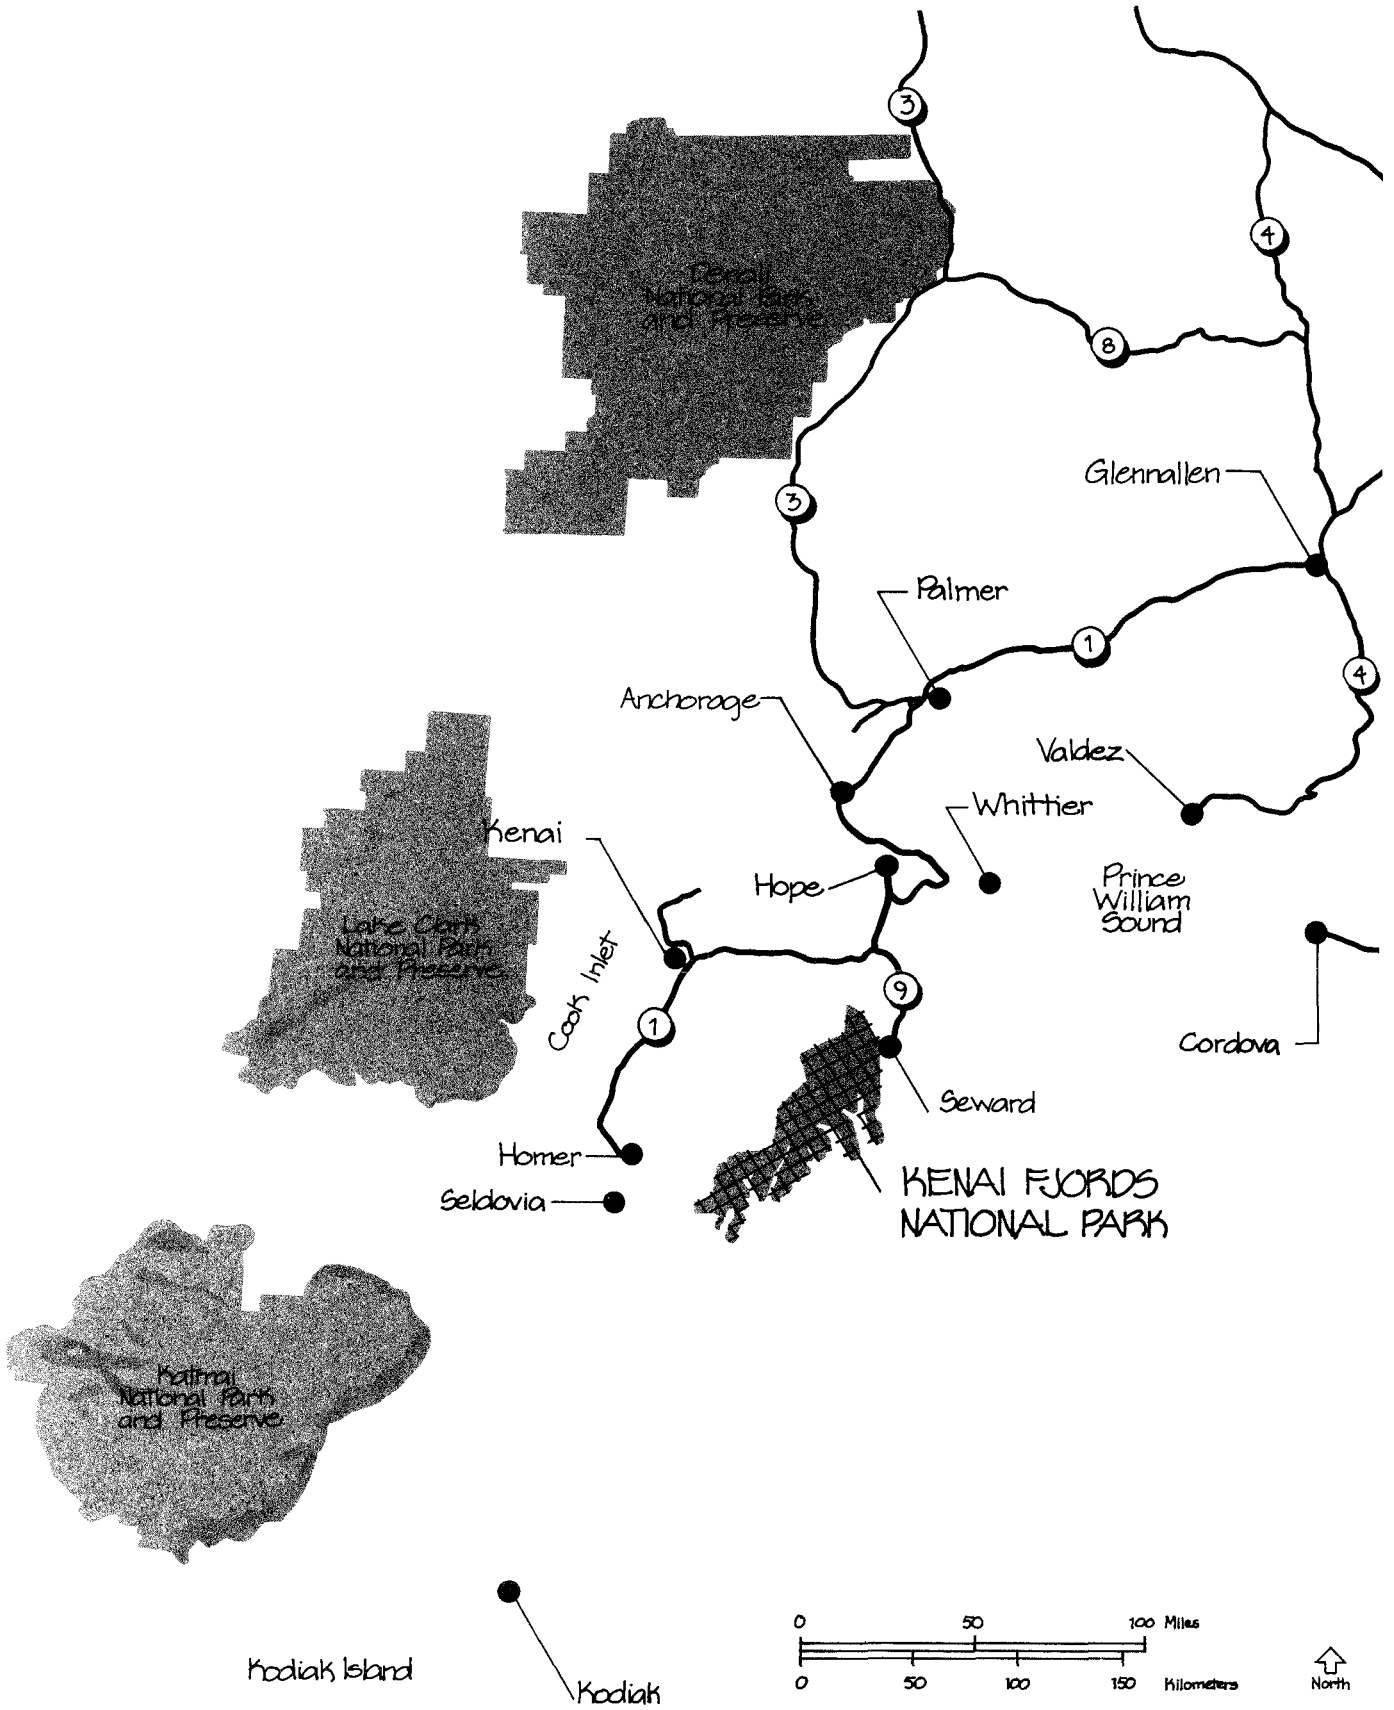 3
4
Denali
National Park
and Preserve
8
Glennallen
3
Palmer
1
4
Anchorage
Valdez
Whittier
Kenai
Hope
Prince
William
Sound
Lake Clark
National Park
and Preserve
Cook Inlet
9
1
Cordova
Seward
Homer
KENAI FJORDS
NATIONAL PARK
Seldovia
Katmai
National Park
and Preserve
0 50 100 Miles
0 50 100 150 Kilometers
North
Kodiak Island
Kodiak